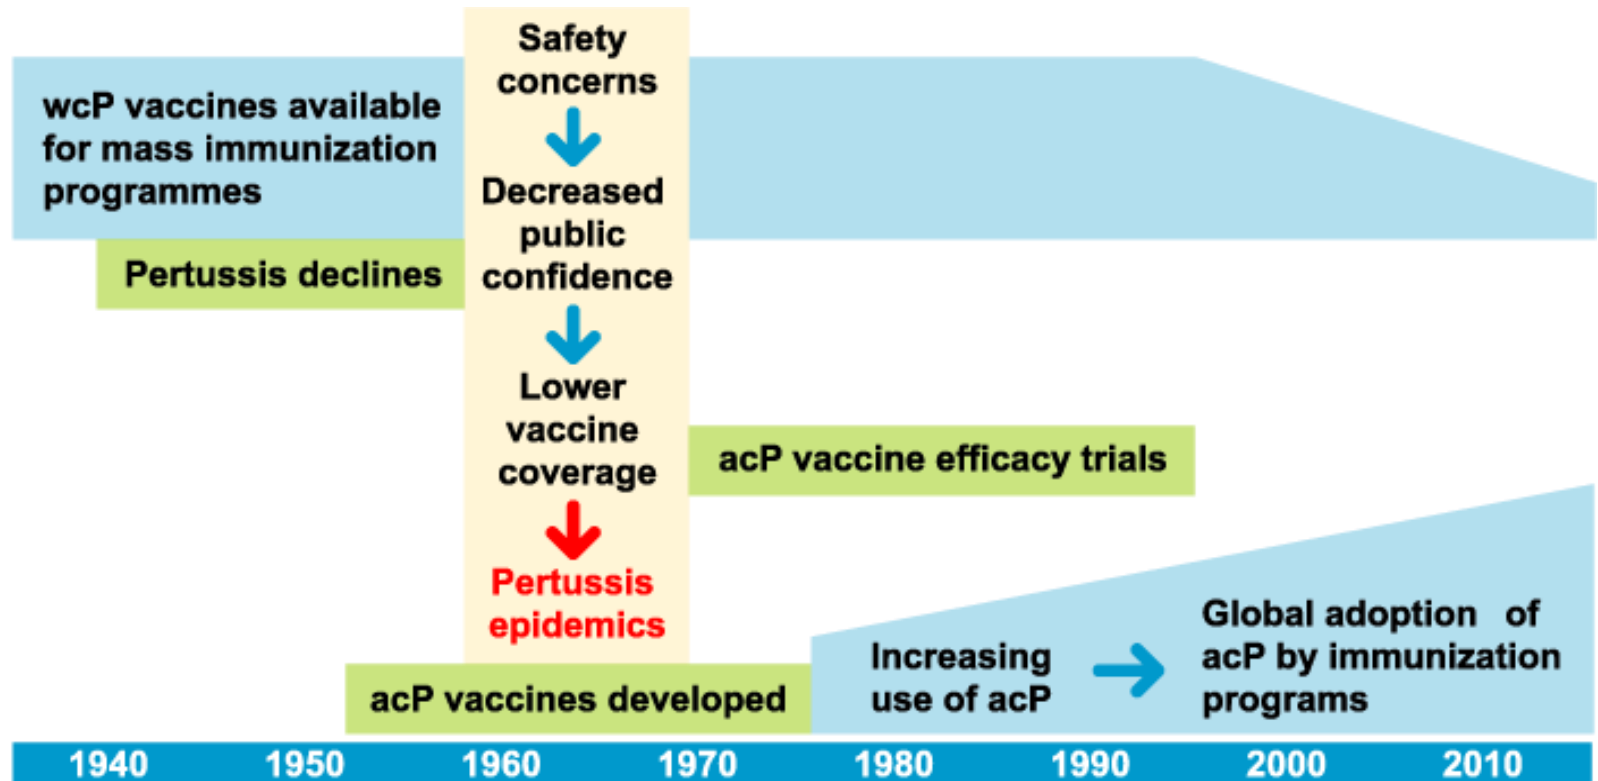 wcP vaccines available
for mass immunization
programmes
Pertussis declines
Safety
concerns
Decreased
public
confidence
Lower
vaccine
coverage
Pertussis
epidemics
acP vaccine efficacy trials
acP vaccines developed
Increasing
use of acP
Global adoption of
acP by immunization
programs
1940 1950 1960 1970 1980 1990 2000 2010